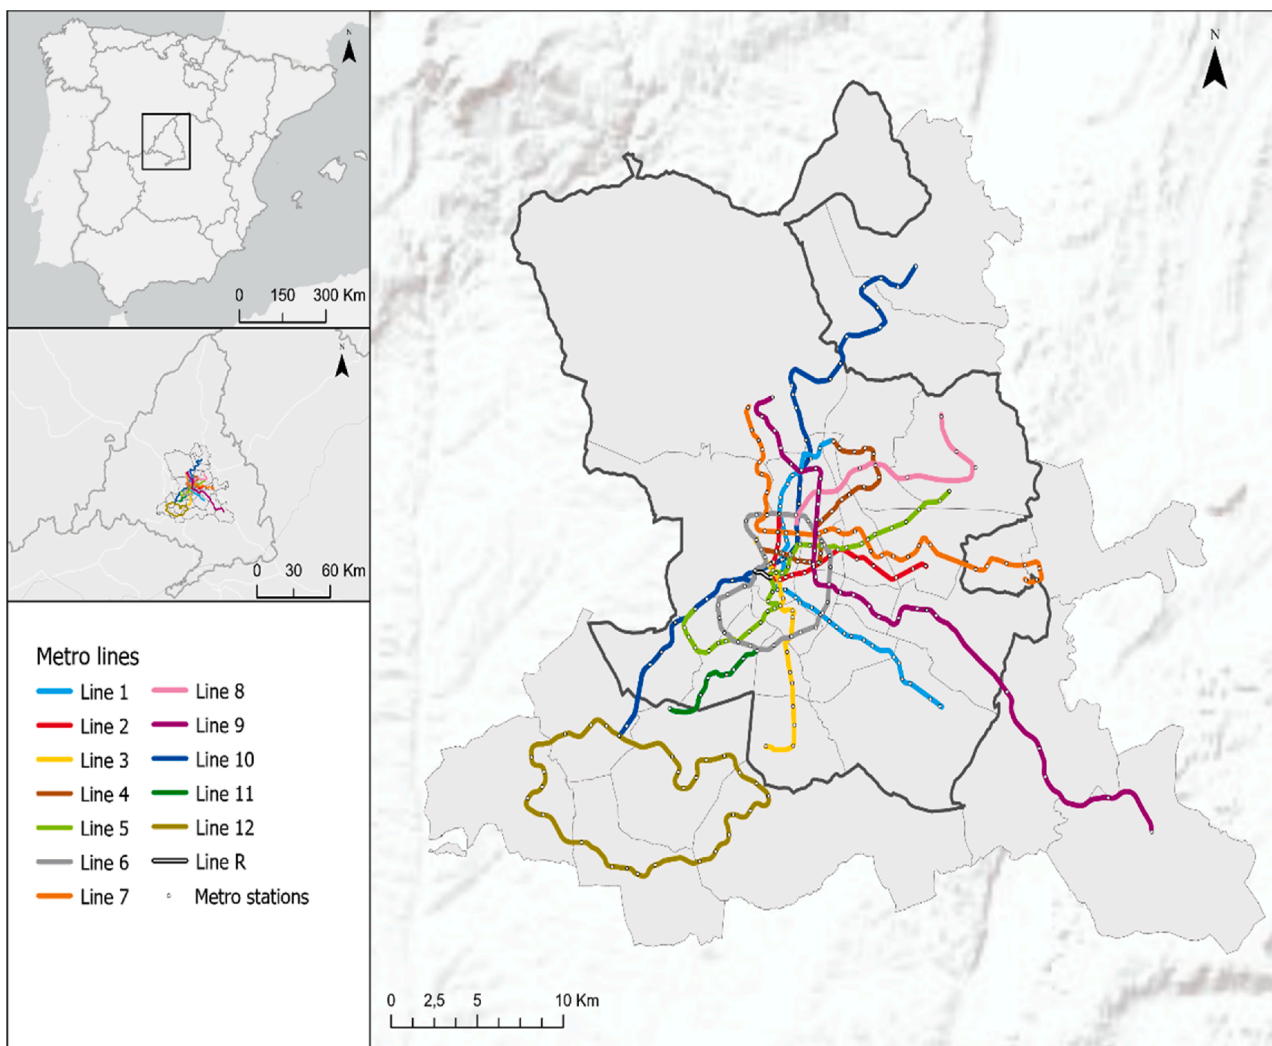 N
0 150 300 Km
N
0 30 60 Km
Metro lines
Line 1
Line 2
Line 3
Line 4
Line 5
Line 6
Line 7
Line 8
Line 9
Line 10
Line 11
Line 12
Line R
Metro stations
N
0 2,5 5 10 Km